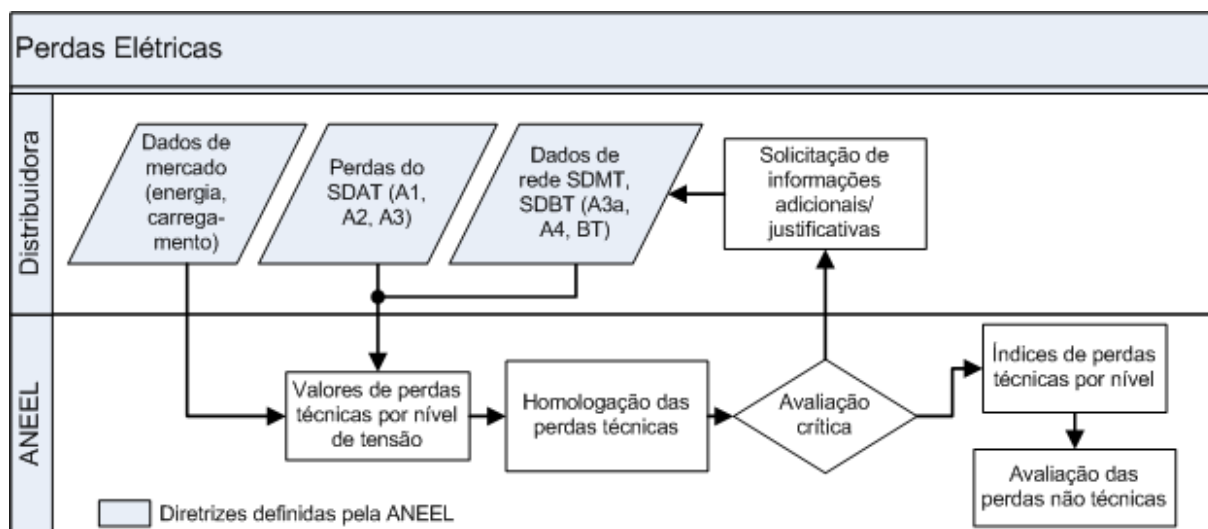 Perdas Elétricas
Distribuidora
Dados de
mercado
(energia,
carrega-
mento)
Perdas do
SDAT (A1,
A2, A3)
Dados de
rede SDMT,
SDBT (A3a,
A4, BT)
Solicitação de
informações
adicionais/
justificativas
ANEEL
Valores de perdas
técnicas por nível
de tensão
Homologação das
perdas técnicas
Avaliação
crítica
Índices de perdas
técnicas por nível
Avaliação das
perdas não técnicas
Diretrizes definidas pela ANEEL